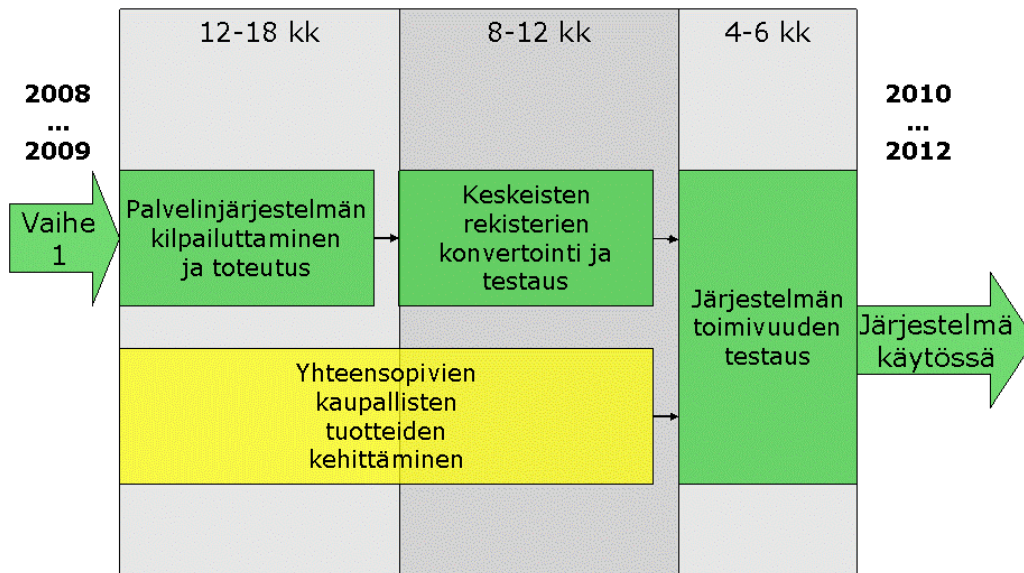 12-18 kk
8-12 kk
4-6 kk
2008
...
2009
2010
...
2012
Vaihe
1
Palvelinjärjestelmän
kilpailuttaminen
ja toteutus
Keskeisten
rekisterien
konvertointi ja
testaus
Järjestelmän
toimivuuden
testaus
Järjestelmä
käytössä
Yhteensopivien
kaupallisten
tuotteiden
kehittäminen